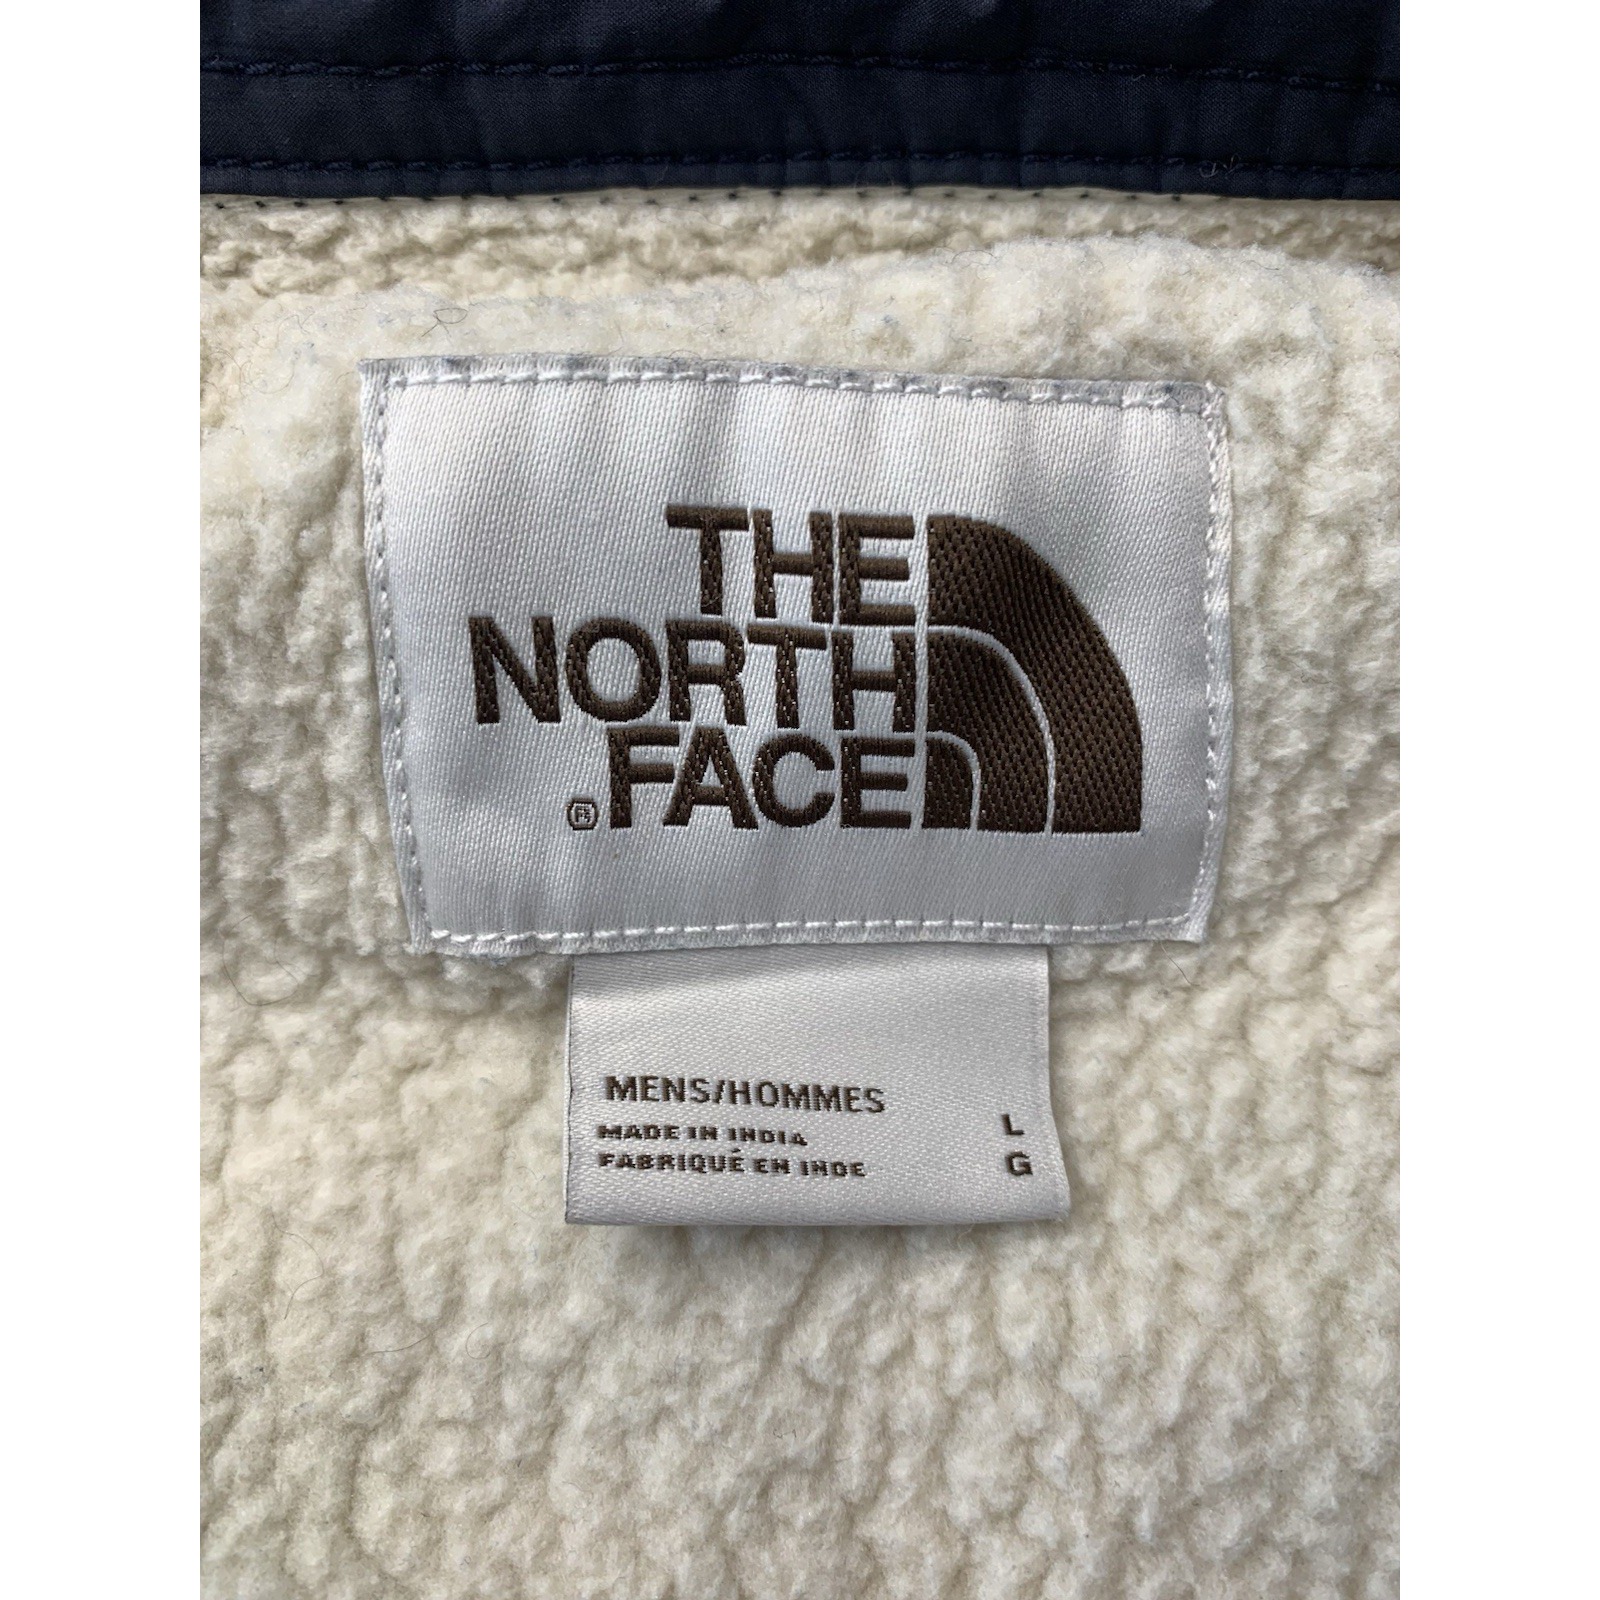 THE
NORTH
® FACE
MENS/HOMMES
MADE IN INDIA L
FABRIQUÉ EN INDE G